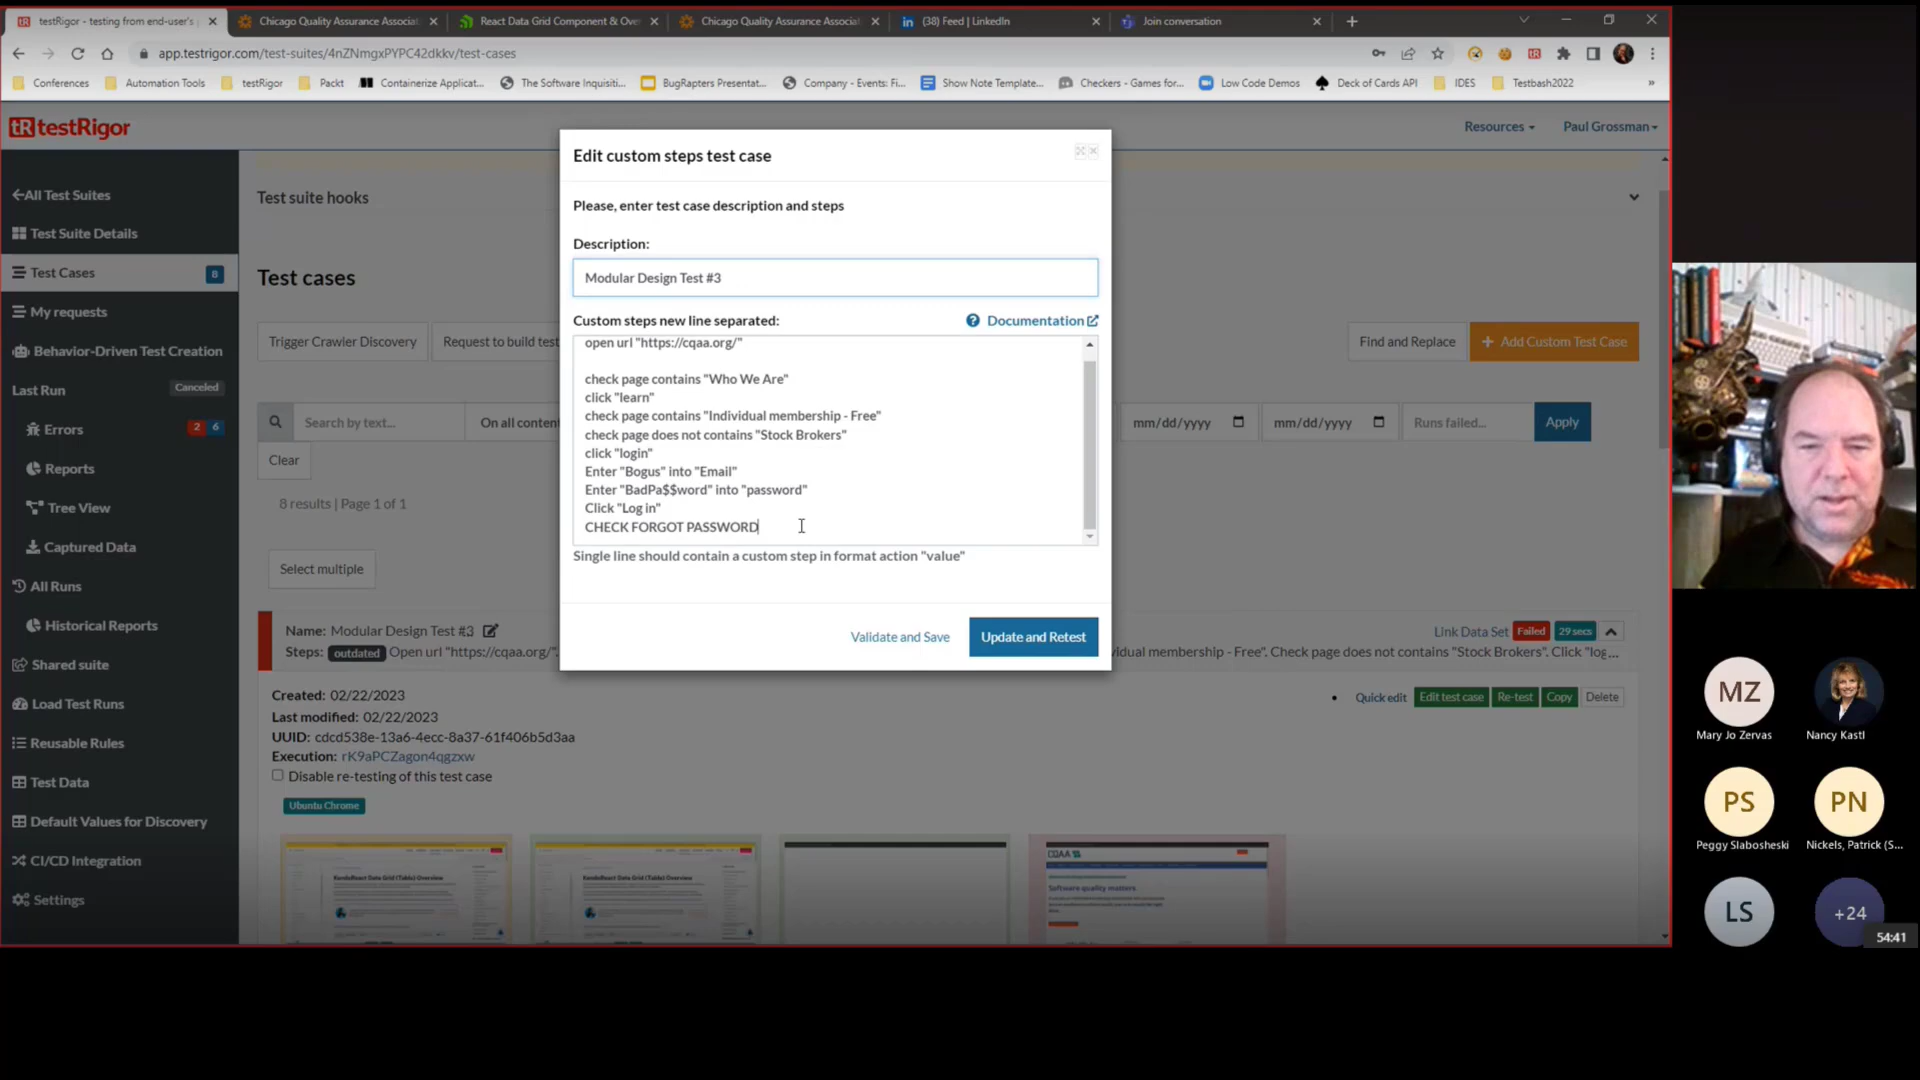 testRigor - testing from end-user's
Chicago Quality Assurance Associat
React Data Grid Component & Ove
Chicago Quality Assurance Associat
(38) Feed | LinkedIn
Join conversation
app.testrigor.com/test-suites/4nZNmgxPYPC42dkkv/test-cases
Conferences
Automation Tools
testRigor
Packt
Containerize Applicat...
The Software Inquisiti...
BugRapters Presentat...
Company - Events: Fi...
Show Note Template...
Checkers - Games for...
Low Code Demos
Deck of Cards API
IDES
Testbash2022
»
tR testRigor
Resources
Paul Grossman
All Test Suites
Test Suite Details
Test Cases 8
My requests
Behavior-Driven Test Creation
Last Run Canceled
Errors 2 6
Reports
Tree View
Captured Data
All Runs
Historical Reports
Shared suite
Load Test Runs
Reusable Rules
Test Data
Default Values for Discovery
CI/CD Integration
Settings
Test suite hooks
Test cases
Trigger Crawler Discovery
Request to build test
Find and Replace
+ Add Custom Test Case
Search by text...
On all content
mm/dd/yyyy
mm/dd/yyyy
Runs failed...
Apply
Clear
8 results | Page 1 of 1
Select multiple
Edit custom steps test case
Please, enter test case description and steps
Description:
Modular Design Test #3
Custom steps new line separated:
Documentation
open url "https://cqaa.org/"
check page contains "Who We Are"
click "learn"
check page contains "Individual membership - Free"
check page does not contains "Stock Brokers"
click "login"
Enter "Bogus" into "Email"
Enter "BadPa$$word" into "password"
Click "Log in"
CHECK FORGOT PASSWORD
Single line should contain a custom step in format action "value"
Validate and Save
Update and Retest
Name: Modular Design Test #3
Link Data Set Failed 29 secs
Steps: outdated Open url "https://cqaa.org/".
idual membership - Free". Check page does not contains "Stock Brokers". Click "log...
Created: 02/22/2023
Quick edit Edit test case Re-test Copy Delete
Last modified: 02/22/2023
UUID: cdcd538e-13a6-4ecc-8a37-61f406b5d3aa
Execution: rK9aPCZagon4qgzxw
Disable re-testing of this test case
Ubuntu Chrome
KendoReact Data Grid (Table) Overview
KendoReact Data Grid (Table) Overview
CQAA
Software quality matters
MZ
Mary Jo Zervas
Nancy Kastl
PS
Peggy Slabosheski
PN
Nickels, Patrick (S...
LS
+24
54:41